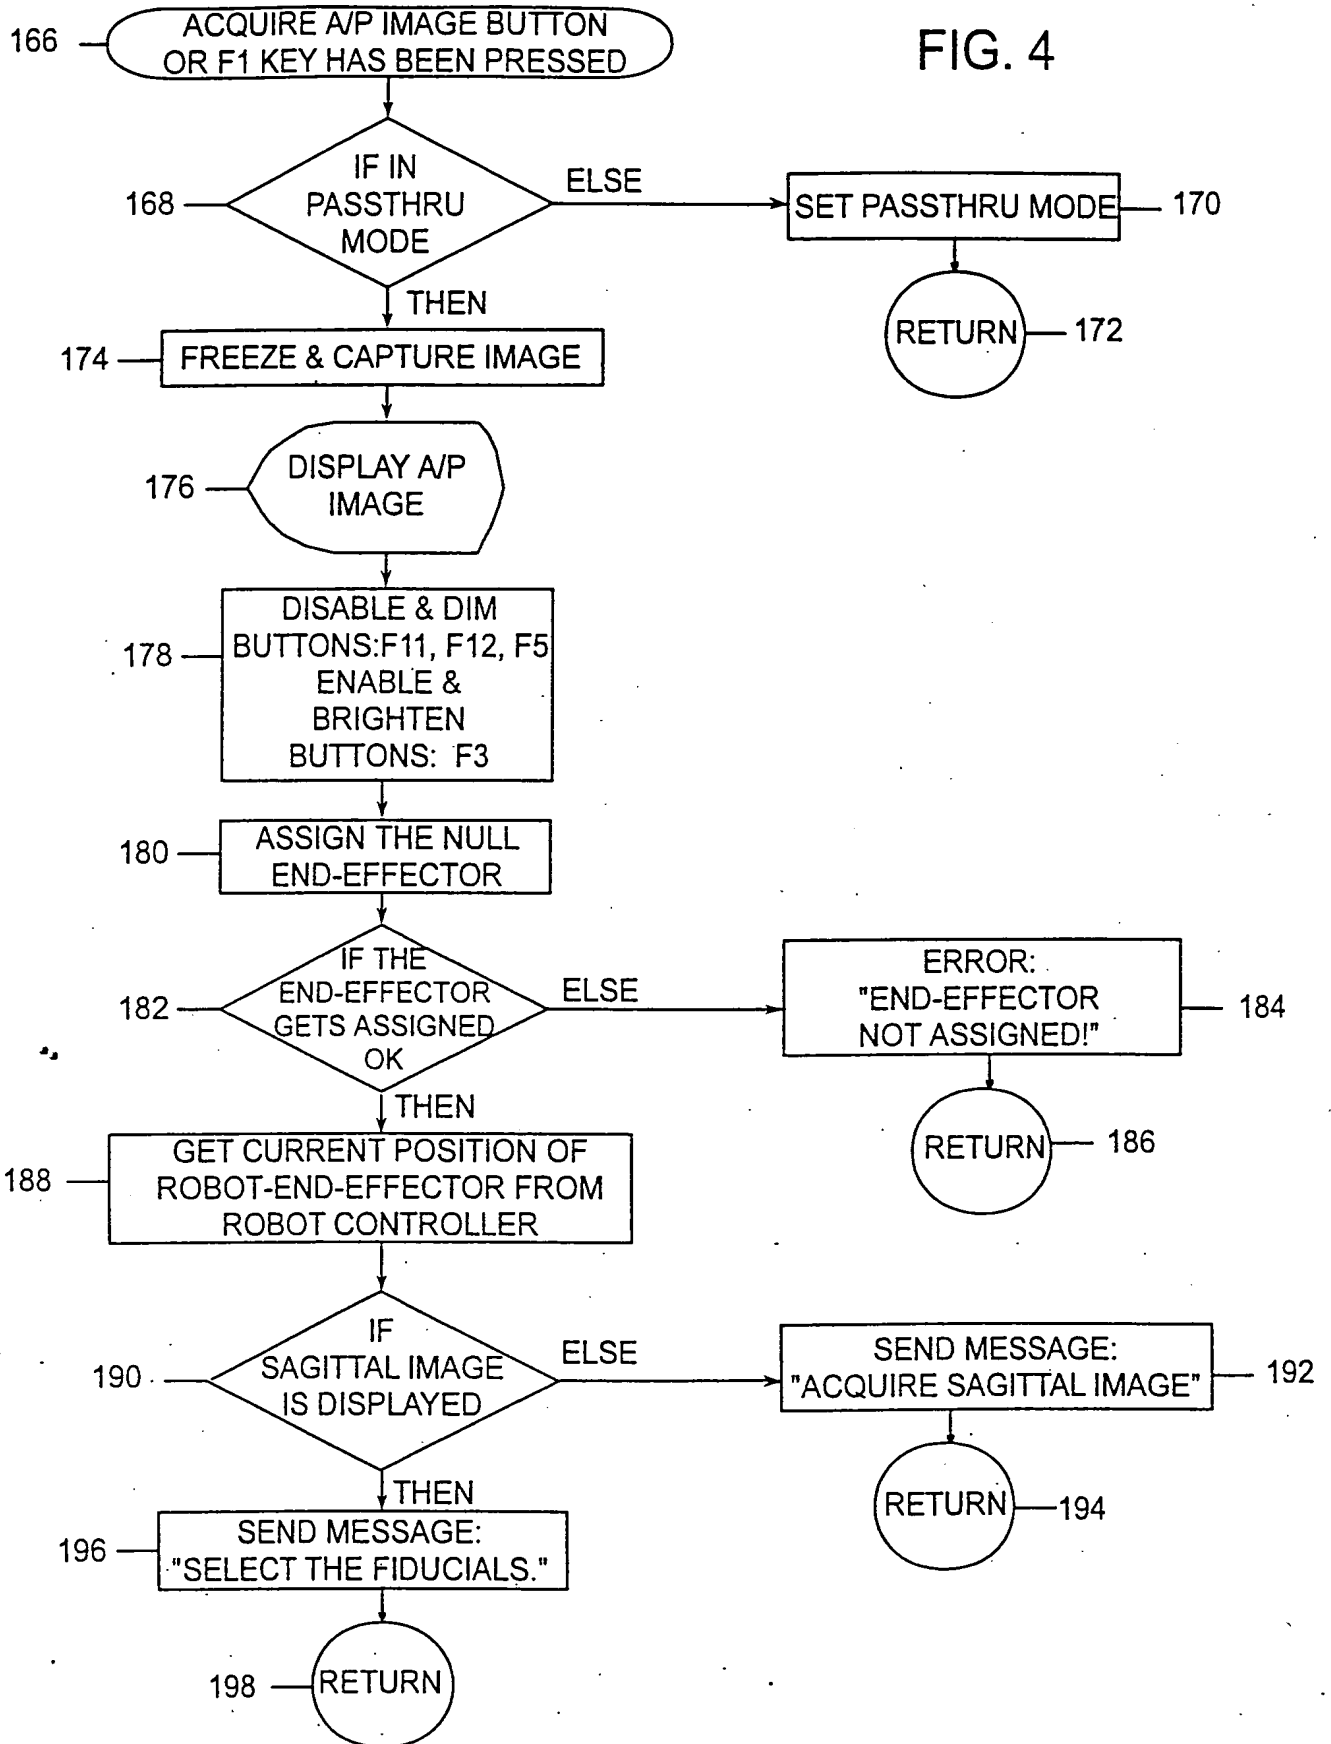 FIG. 4
166
ACQUIRE A/P IMAGE BUTTON
OR F1 KEY HAS BEEN PRESSED
168
IF IN
PASSTHRU
MODE
ELSE
SET PASSTHRU MODE
170
RETURN
172
THEN
174
FREEZE & CAPTURE IMAGE
176
DISPLAY A/P
IMAGE
178
DISABLE & DIM
BUTTONS:F11, F12, F5
ENABLE &
BRIGHTEN
BUTTONS: F3
180
ASSIGN THE NULL
END-EFFECTOR
182
IF THE
END-EFFECTOR
GETS ASSIGNED
OK
ELSE
ERROR:
"END-EFFECTOR
NOT ASSIGNED!"
184
RETURN
186
THEN
188
GET CURRENT POSITION OF
ROBOT-END-EFFECTOR FROM
ROBOT CONTROLLER
190
IF
SAGITTAL IMAGE
IS DISPLAYED
ELSE
SEND MESSAGE:
"ACQUIRE SAGITTAL IMAGE"
192
RETURN
194
THEN
196
SEND MESSAGE:
"SELECT THE FIDUCIALS."
198
RETURN